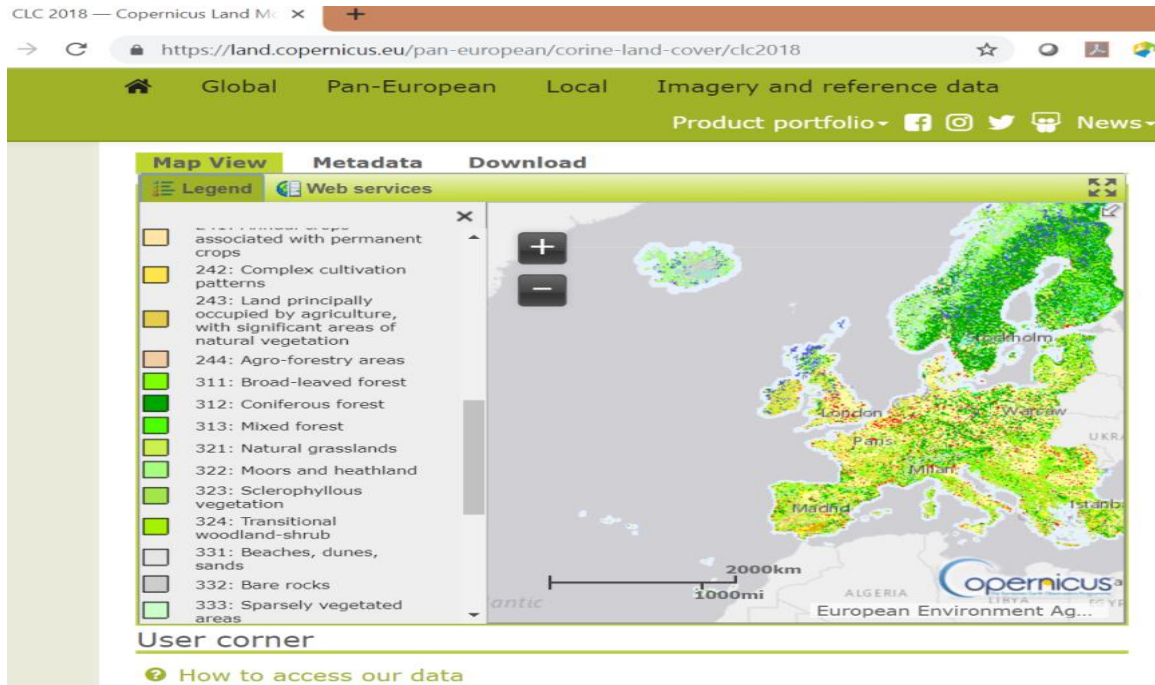 CLC 2018 — Copernicus Land Mo
https://land.copernicus.eu/pan-european/corine-land-cover/clc2018
Global Pan-European Local Imagery and reference data
Product portfolio News
Map View Metadata Download
Legend Web services
associated with permanent
crops
242: Complex cultivation
patterns
243: Land principally
occupied by agriculture,
with significant areas of
natural vegetation
244: Agro-forestry areas
311: Broad-leaved forest
312: Coniferous forest
313: Mixed forest
321: Natural grasslands
322: Moors and heathland
323: Sclerophyllous
vegetation
324: Transitional
woodland-shrub
331: Beaches, dunes,
sands
332: Bare rocks
333: Sparsely vegetated
areas
Stockholm
London
Warsaw
Paris
UKR
Milan
Madrid
Istanb
2000km
1000mi
antic
ALGERIA
LIBYA
Copernicus
European Environment Ag...
User corner
How to access our data